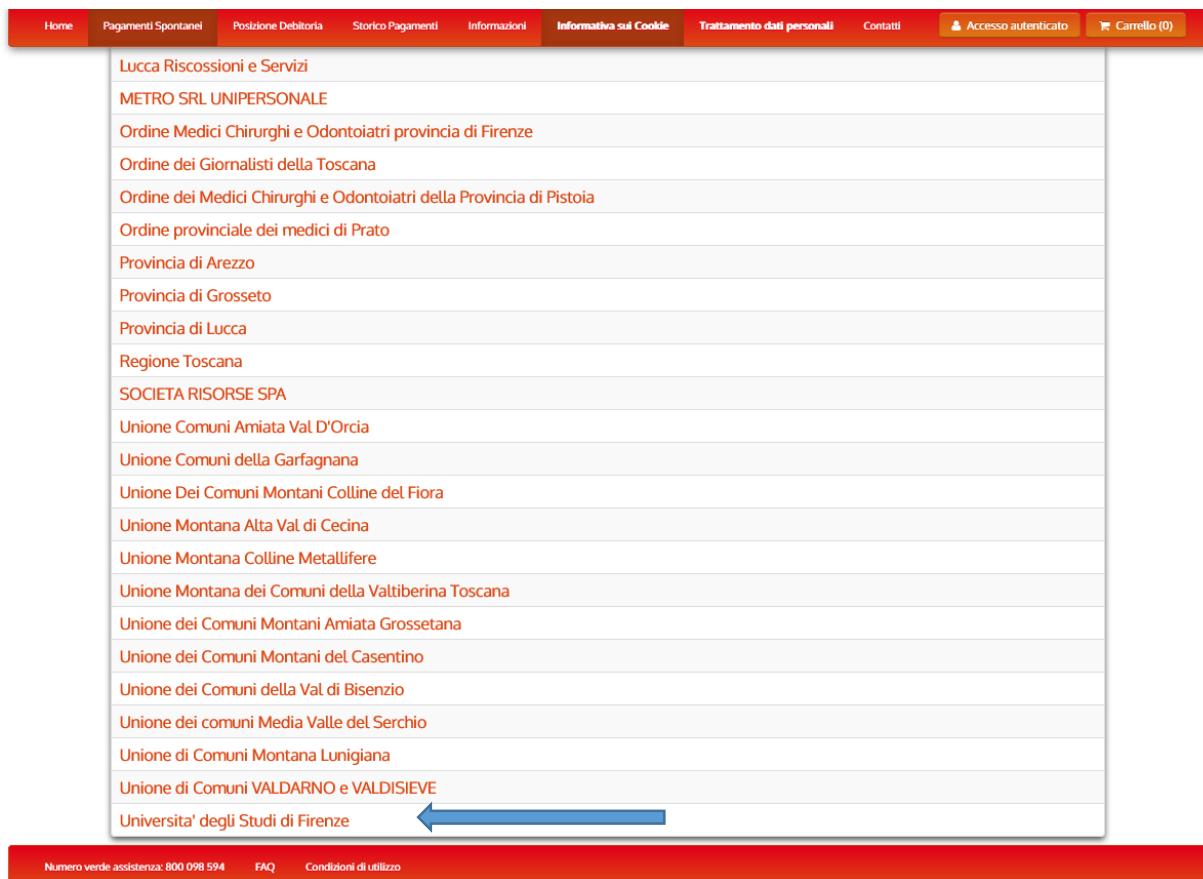 Home Pagamenti Spontanei Posizione Debitoria Storico Pagamenti Informazioni Informativa sui Cookie Trattamento dati personali Contatti Accesso autenticato Carrello (0)
Lucca Riscossioni e Servizi
METRO SRL UNIPERSONALE
Ordine Medici Chirurghi e Odontoiatri provincia di Firenze
Ordine dei Giornalisti della Toscana
Ordine dei Medici Chirurghi e Odontoiatri della Provincia di Pistoia
Ordine provinciale dei medici di Prato
Provincia di Arezzo
Provincia di Grosseto
Provincia di Lucca
Regione Toscana
SOCIETA RISORSE SPA
Unione Comuni Amiata Val D'Orcia
Unione Comuni della Garfagnana
Unione Dei Comuni Montani Colline del Fiora
Unione Montana Alta Val di Cecina
Unione Montana Colline Metallifere
Unione Montana dei Comuni della Valtiberina Toscana
Unione dei Comuni Montani Amiata Grossetana
Unione dei Comuni Montani del Casentino
Unione dei Comuni della Val di Bisenzio
Unione dei comuni Media Valle del Serchio
Unione di Comuni Montana Lunigiana
Unione di Comuni VALDARNO e VALDISIEVE
Universita' degli Studi di Firenze
Numero verde assistenza: 800 098 594 FAQ Condizioni di utilizzo